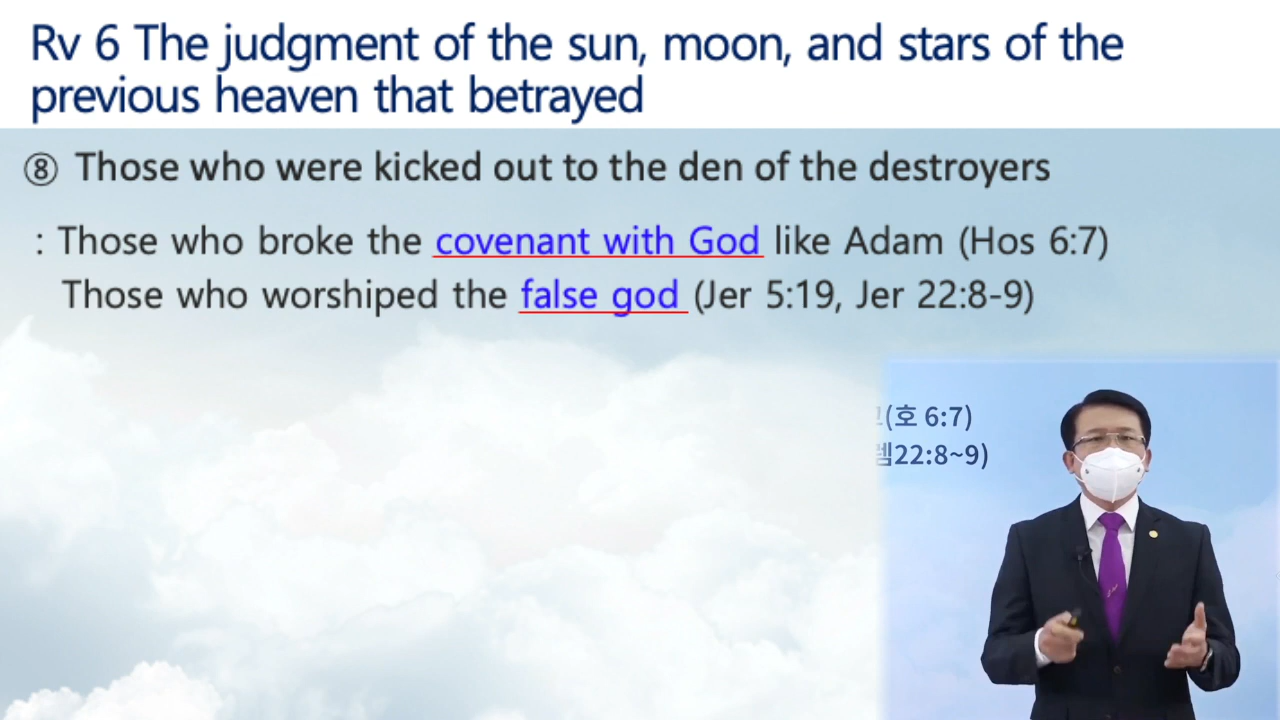 Rv 6 The judgment of the sun, moon, and stars of the
previous heaven that betrayed
⑧ Those who were kicked out to the den of the destroyers
: Those who broke the covenant with God like Adam (Hos 6:7)
Those who worshiped the false god (Jer 5:19, Jer 22:8-9)
(호 6:7)
렘22:8~9)